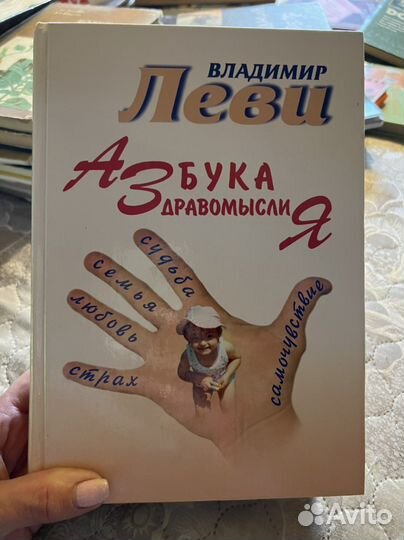 ВЛАДИМИР
Леви
АЗБУКА
ЗДРАВОМЫСЛИЯ
судьба
семья
любовь
страх
самочувствие
Avito